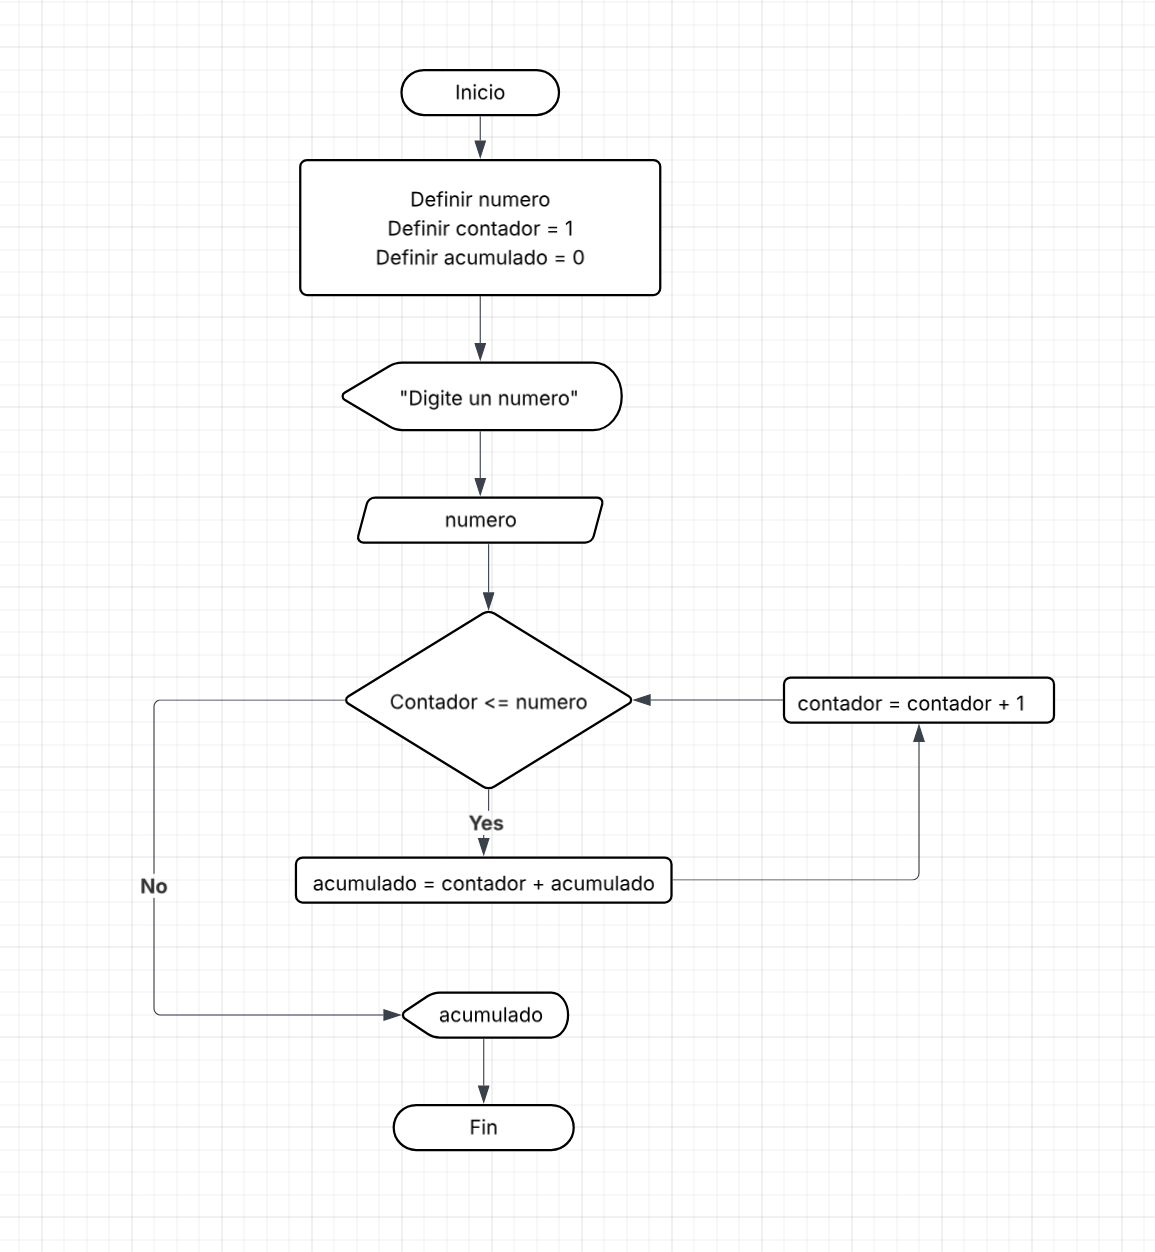 Inicio
Definir numero
Definir contador = 1
Definir acumulado = 0
"Digite un numero"
numero
Contador <= numero
contador = contador + 1
Yes
acumulado = contador + acumulado
No
acumulado
Fin